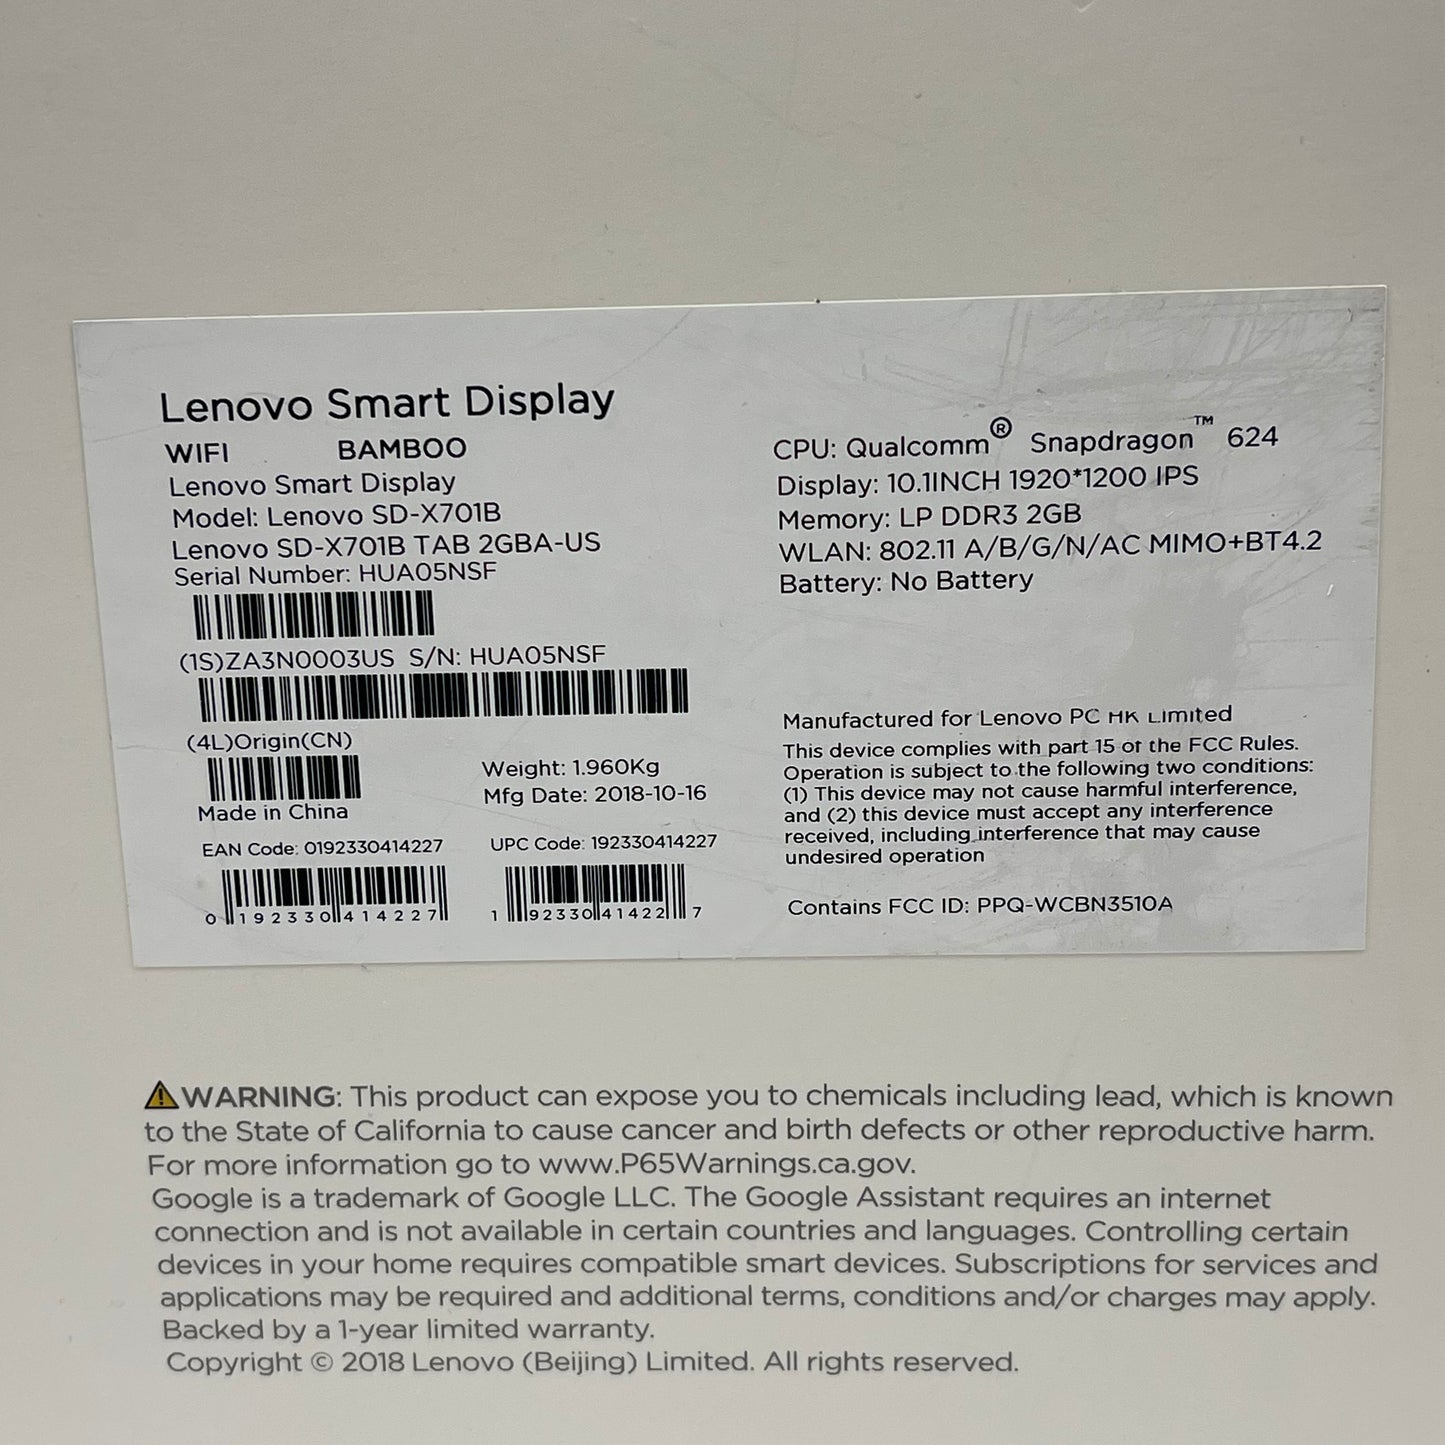 Lenovo Smart Display
WIFI BAMBOO
Lenovo Smart Display
Model: Lenovo SD-X701B
Lenovo SD-X701B TAB 2GBA-US
Serial Number: HUA05NSF
(1S)ZA3N0003US S/N: HUA05NSF
(4L)Origin(CN)
Made in China
Weight: 1.960Kg
Mfg Date: 2018-10-16
EAN Code: 0192330414227
0 192330 414227
UPC Code: 192330414227
1 92330 41422 7
CPU: Qualcomm® Snapdragon™ 624
Display: 10.1INCH 1920*1200 IPS
Memory: LP DDR3 2GB
WLAN: 802.11 A/B/G/N/AC MIMO+BT4.2
Battery: No Battery
Manufactured for Lenovo PC HK Limited
This device complies with part 15 of the FCC Rules.
Operation is subject to the following two conditions:
(1) This device may not cause harmful interference,
and (2) this device must accept any interference
received, including interference that may cause
undesired operation
Contains FCC ID: PPQ-WCBN3510A
⚠WARNING: This product can expose you to chemicals including lead, which is known
to the State of California to cause cancer and birth defects or other reproductive harm.
For more information go to www.P65Warnings.ca.gov.
Google is a trademark of Google LLC. The Google Assistant requires an internet
connection and is not available in certain countries and languages. Controlling certain
devices in your home requires compatible smart devices. Subscriptions for services and
applications may be required and additional terms, conditions and/or charges may apply.
Backed by a 1-year limited warranty.
Copyright © 2018 Lenovo (Beijing) Limited. All rights reserved.